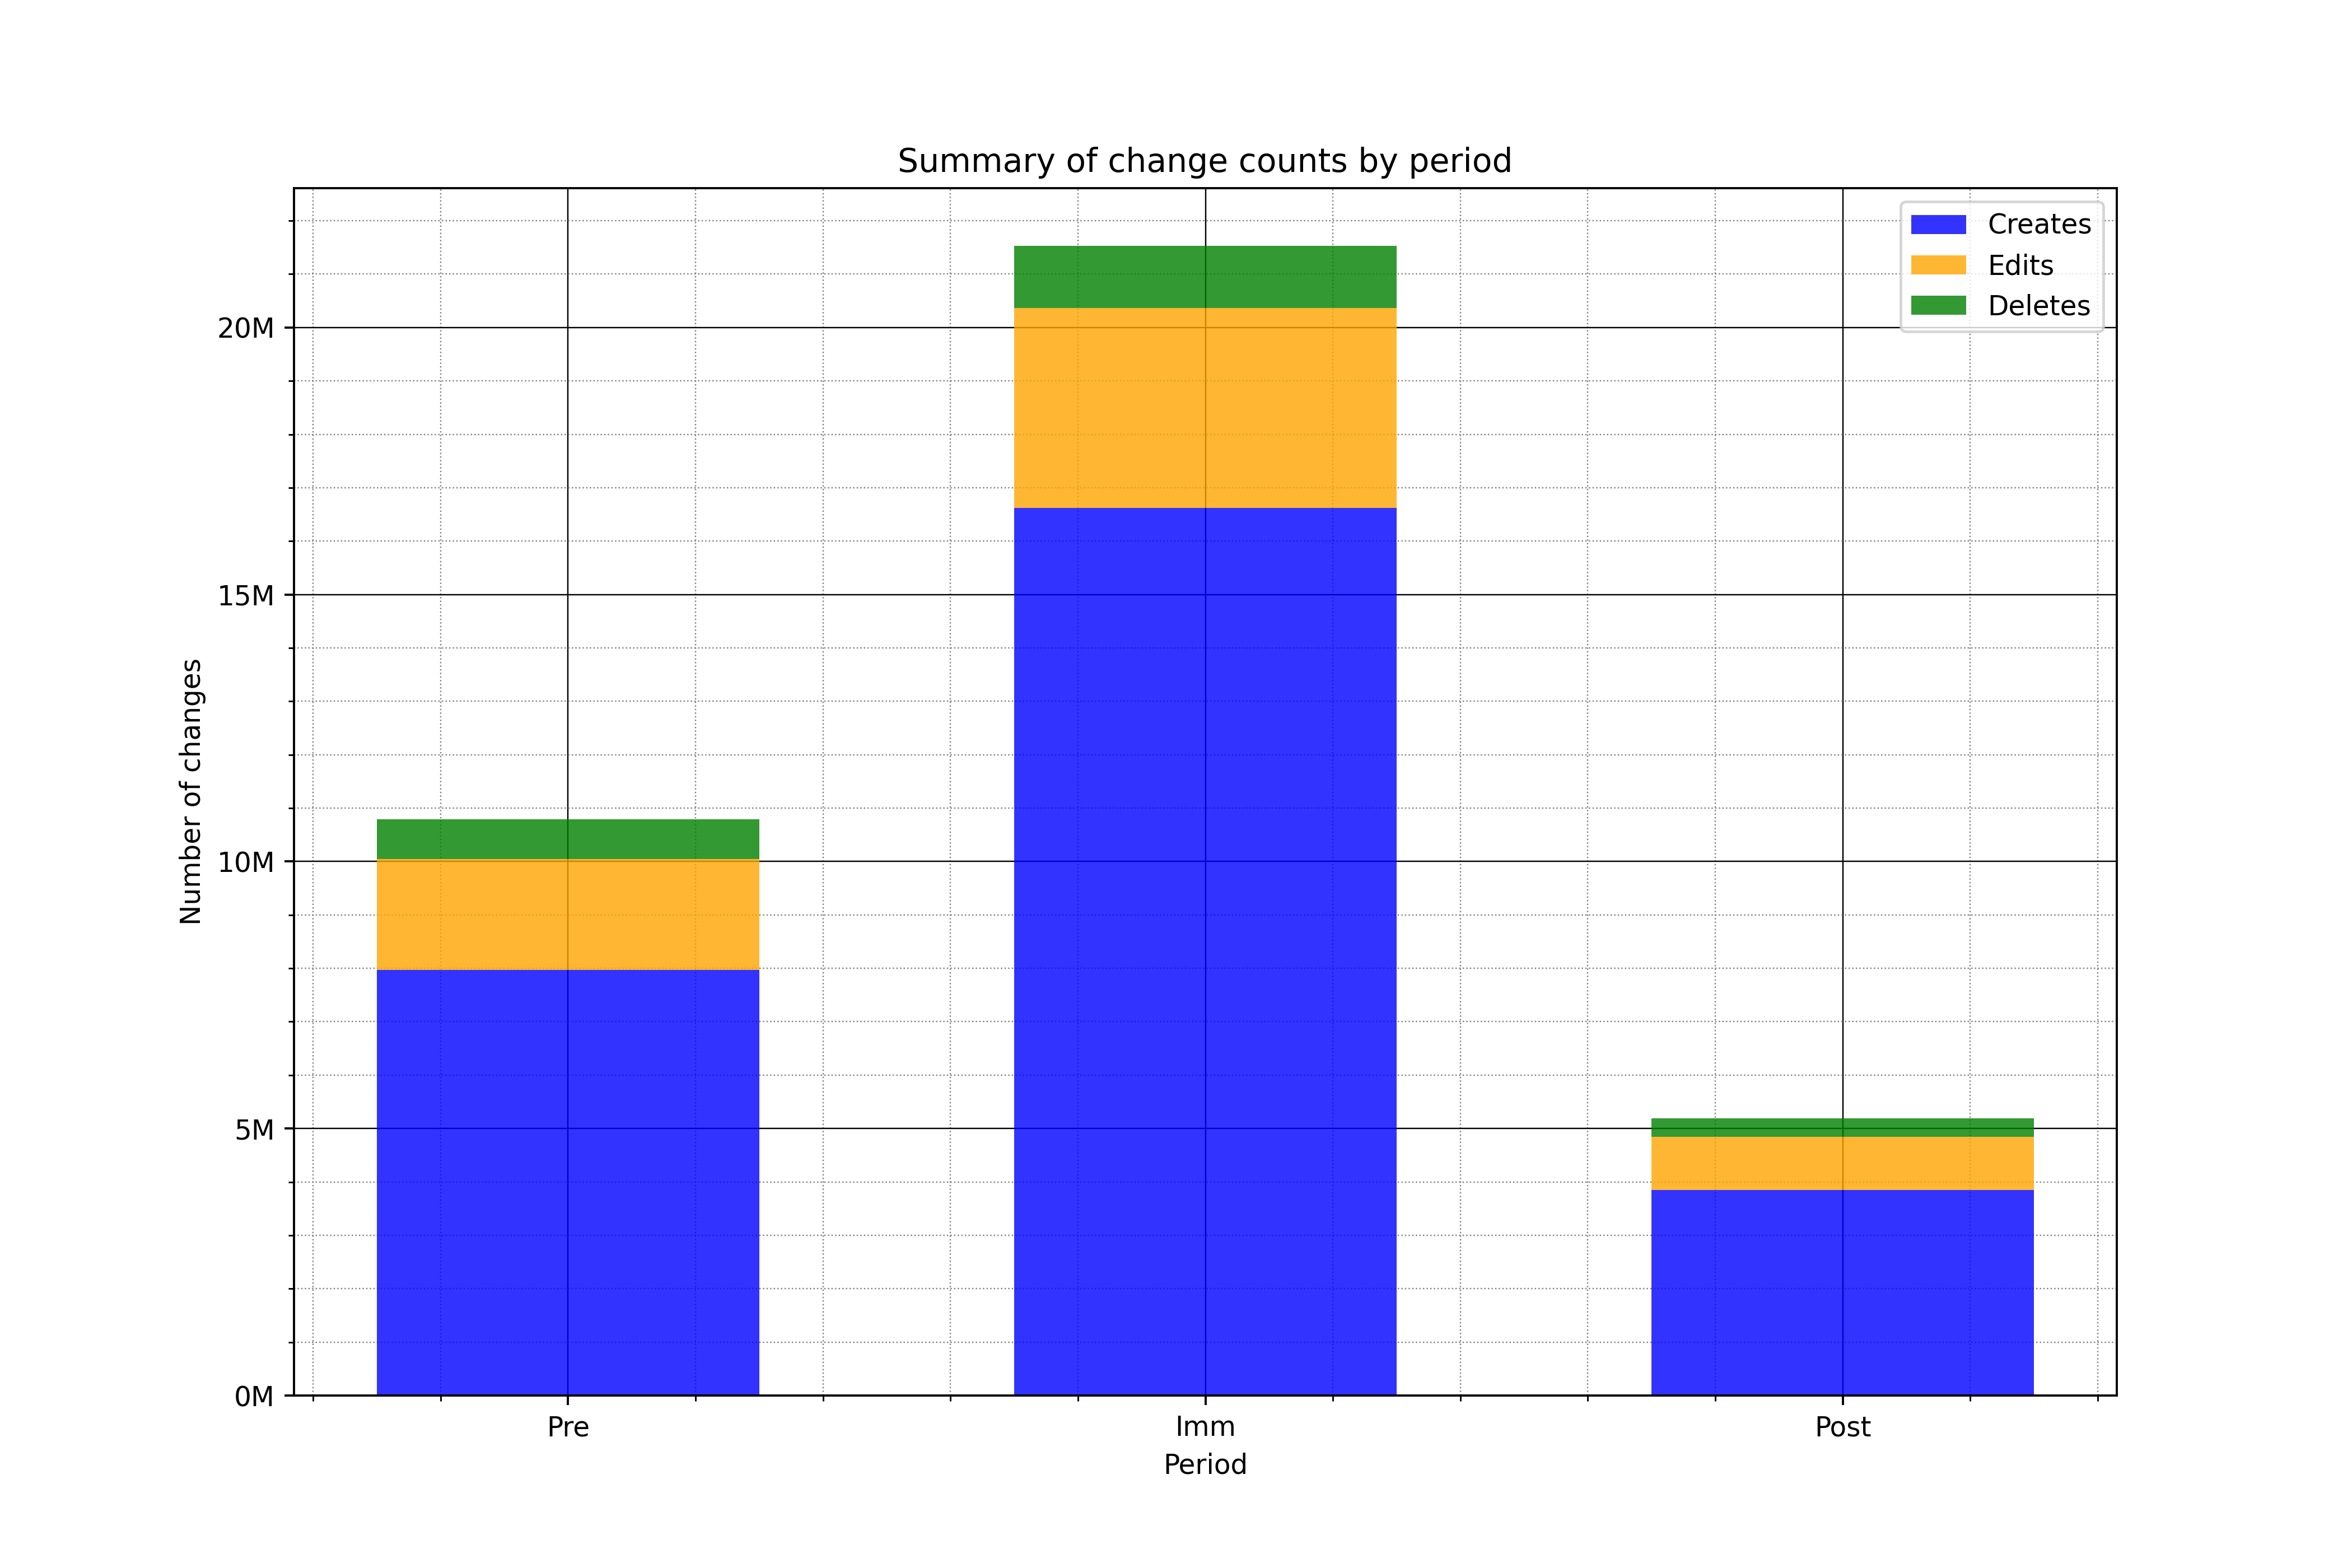 Summary of change counts by period
Creates
Edits
Deletes
20M
15M
10M
5M
0M
Number of changes
Pre
Imm
Post
Period